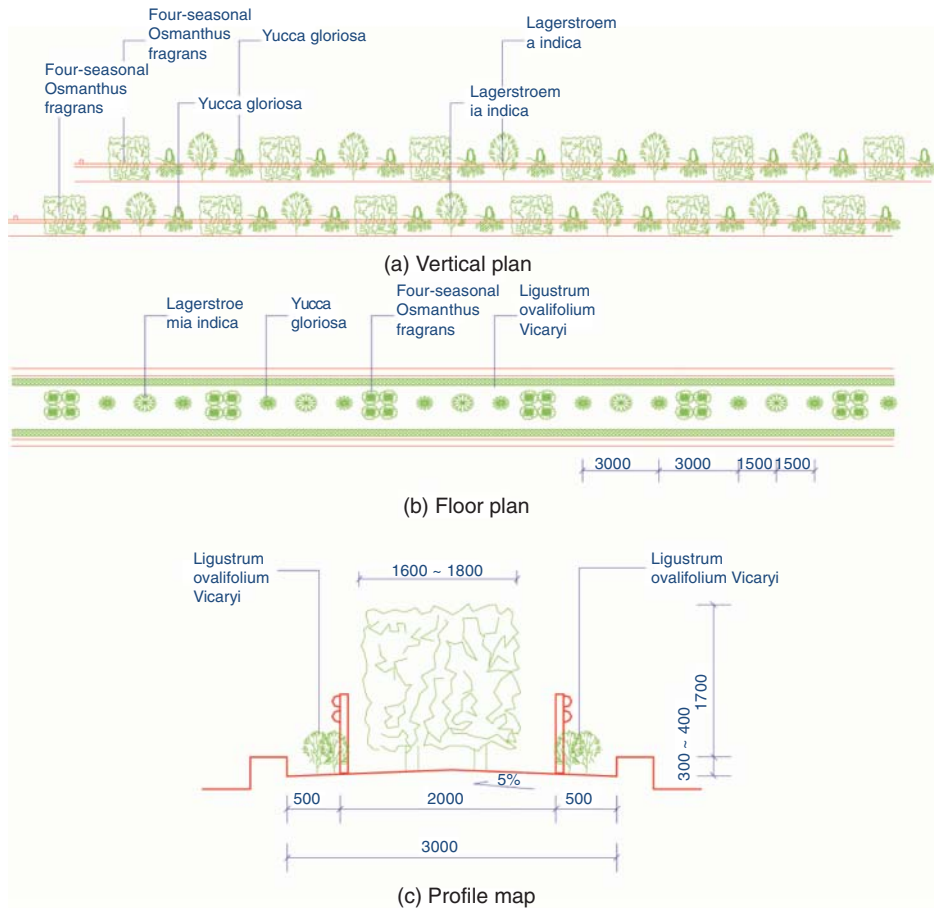 Four-seasonal
Osmanthus
fragrans
Yucca gloriosa
Lagerstroem
a indica
Four-seasonal
Osmanthus
fragrans
Yucca gloriosa
Lagerstroem
ia indica
(a) Vertical plan
Lagerstroe
mia indica
Yucca
gloriosa
Four-seasonal
Osmanthus
fragrans
Ligustrum
ovalifolium
Vicaryi
3000
3000
1500
1500
(b) Floor plan
Ligustrum
ovalifolium
Vicaryi
1600 ~ 1800
Ligustrum
ovalifolium Vicaryi
1700
300 ~ 400
5%
500
2000
500
3000
(c) Profile map